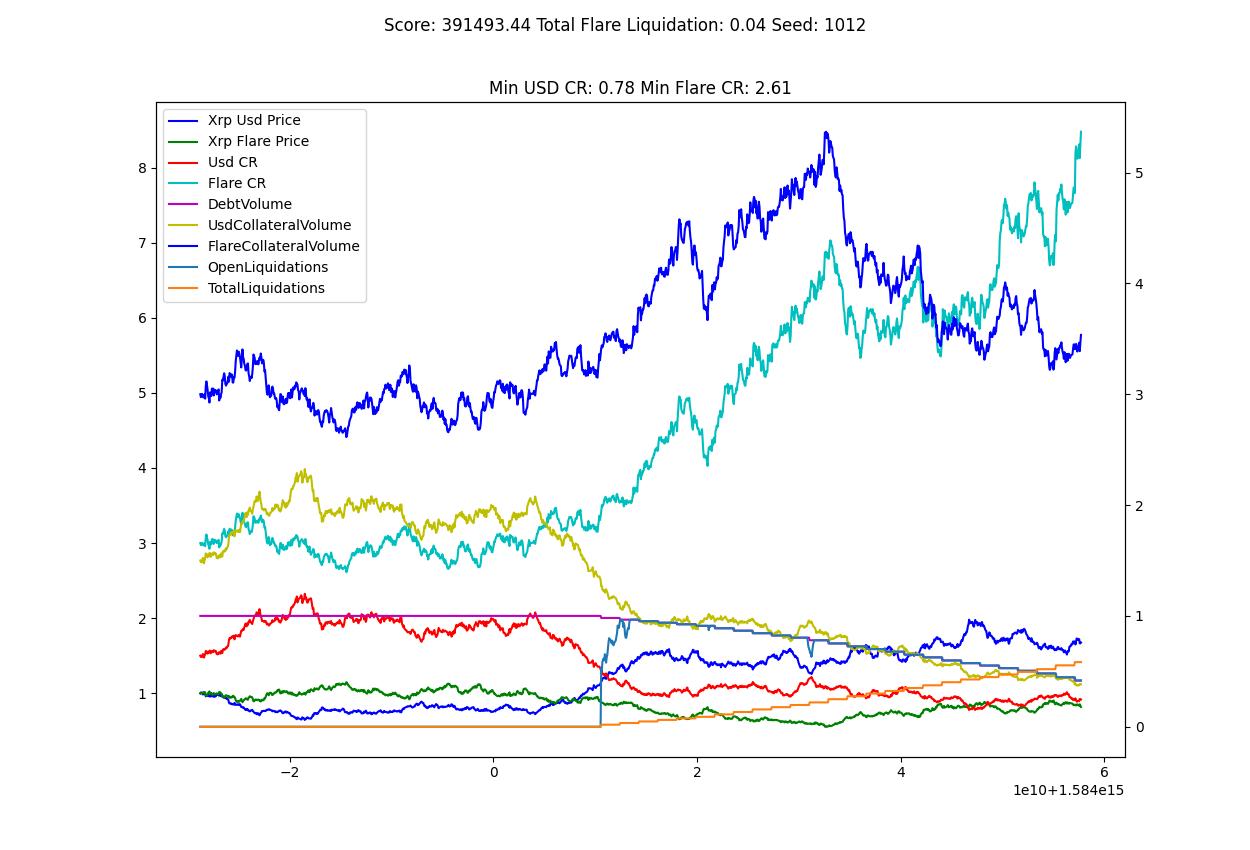 Score: 391493.44 Total Flare Liquidation: 0.04 Seed: 1012
Min USD CR: 0.78 Min Flare CR: 2.61
Xrp Usd Price
Xrp Flare Price
Usd CR
Flare CR
DebtVolume
UsdCollateralVolume
FlareCollateralVolume
OpenLiquidations
TotalLiquidations
8
7
6
5
4
3
2
1
5
4
3
2
1
0
−2
0
2
4
6
1e10+1.584e15